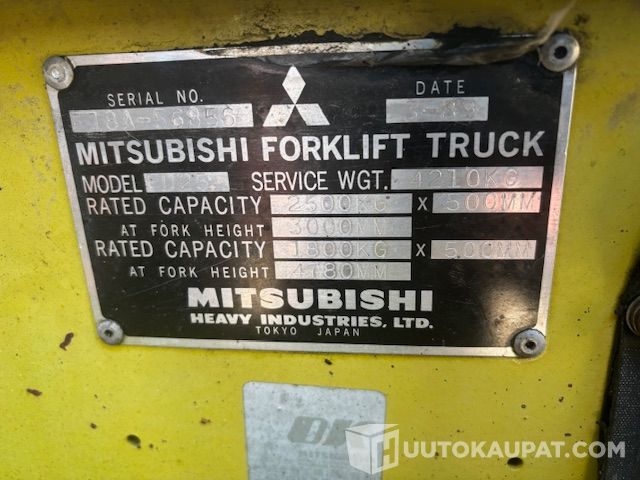 SERIAL NO.
DATE
MITSUBISHI FORKLIFT TRUCK
MODEL SERVICE WGT. 4210KG
RATED CAPACITY 2500KG X 500MM
AT FORK HEIGHT 3000MM
RATED CAPACITY 1800KG X 500MM
AT FORK HEIGHT
MITSUBISHI
HEAVY INDUSTRIES, LTD.
TOKYO JAPAN
HUUTOKAUPAT.COM